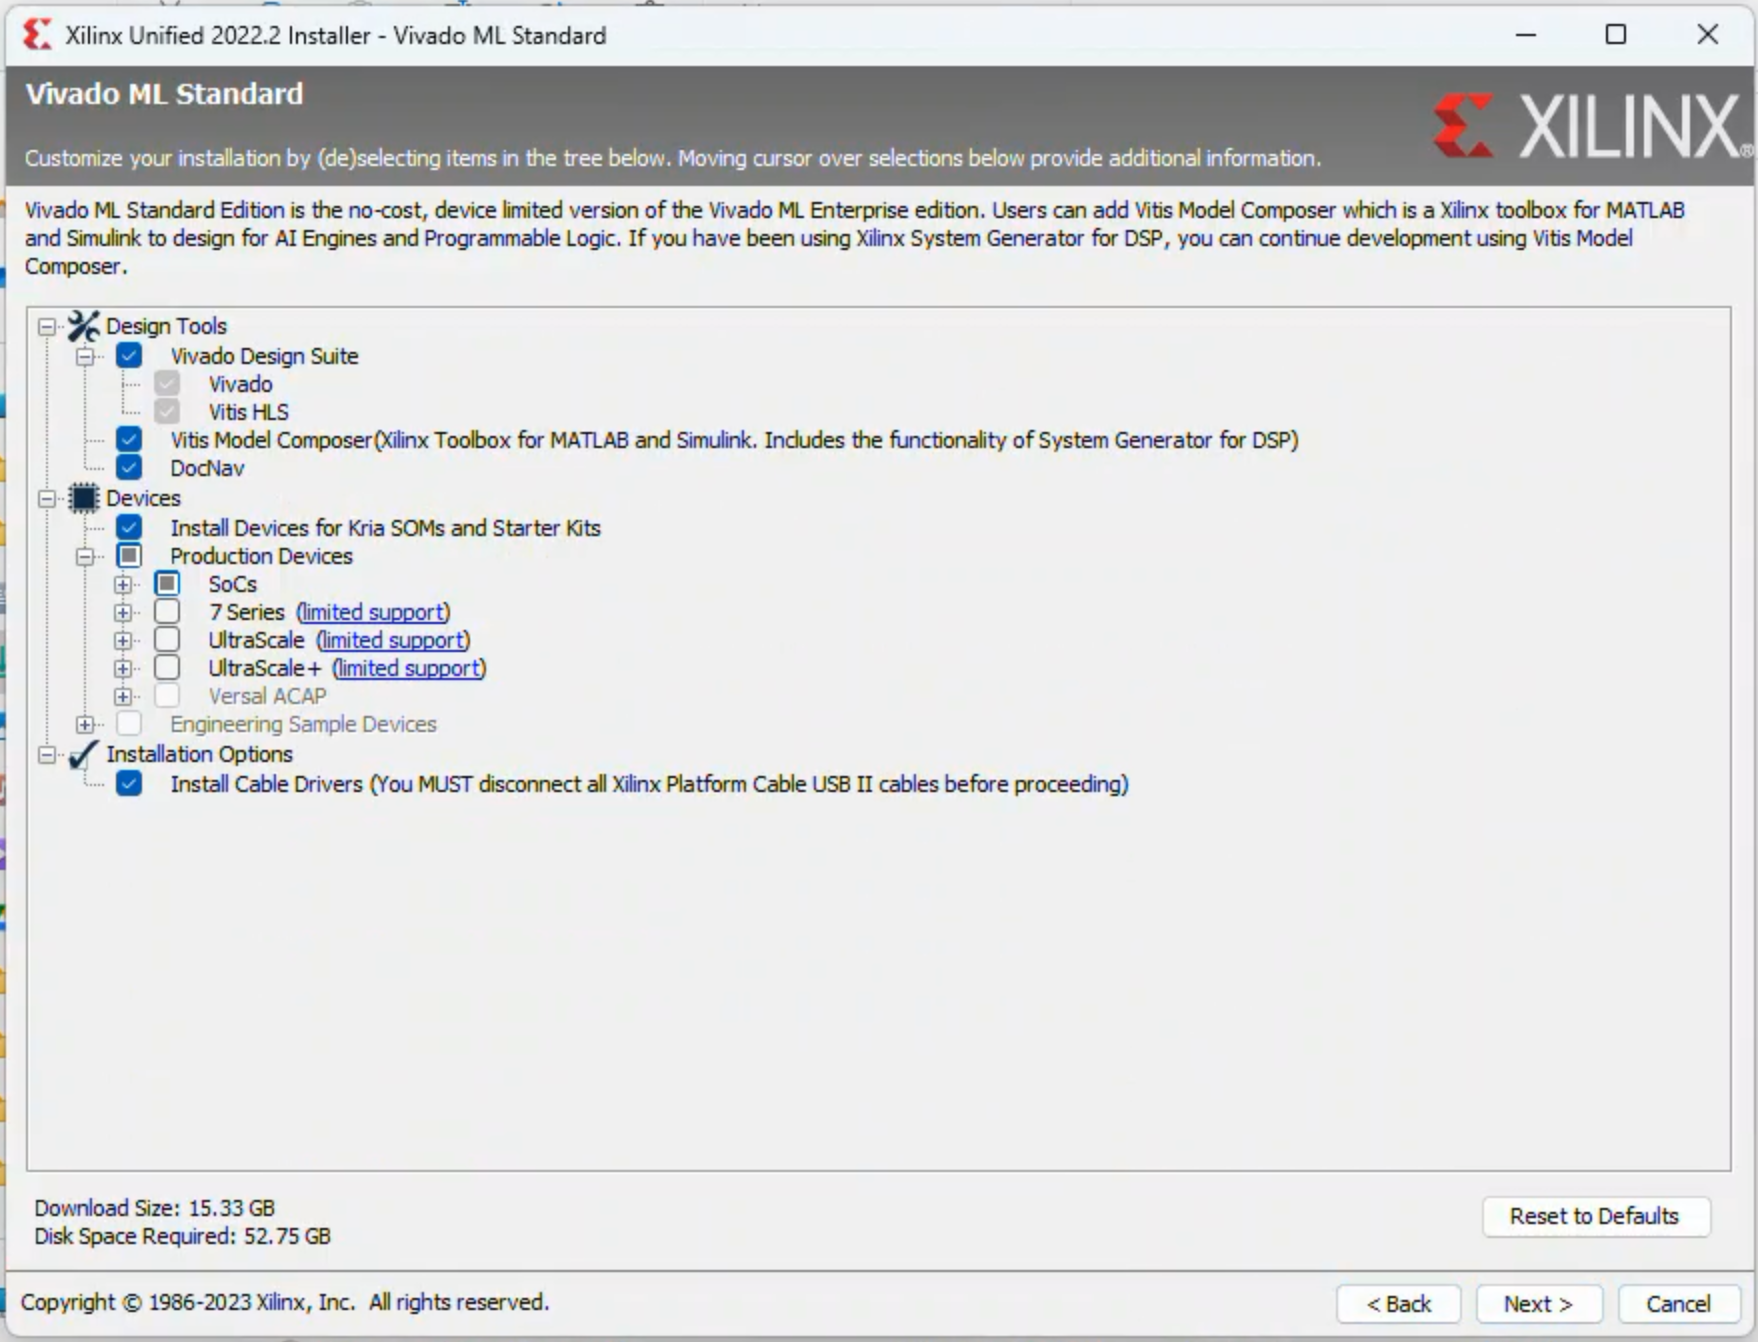 Xilinx Unified 2022.2 Installer - Vivado ML Standard
Vivado ML Standard
XILINX®
Customize your installation by (de)selecting items in the tree below. Moving cursor over selections below provide additional information.
Vivado ML Standard Edition is the no-cost, device limited version of the Vivado ML Enterprise edition. Users can add Vitis Model Composer which is a Xilinx toolbox for MATLAB
and Simulink to design for AI Engines and Programmable Logic. If you have been using Xilinx System Generator for DSP, you can continue development using Vitis Model
Composer.
Design Tools
Vivado Design Suite
Vivado
Vitis HLS
Vitis Model Composer(Xilinx Toolbox for MATLAB and Simulink. Includes the functionality of System Generator for DSP)
DocNav
Devices
Install Devices for Kria SOMs and Starter Kits
Production Devices
SoCs
7 Series (limited support)
UltraScale (limited support)
UltraScale+ (limited support)
Versal ACAP
Engineering Sample Devices
Installation Options
Install Cable Drivers (You MUST disconnect all Xilinx Platform Cable USB II cables before proceeding)
Download Size: 15.33 GB
Disk Space Required: 52.75 GB
Reset to Defaults
Copyright © 1986-2023 Xilinx, Inc. All rights reserved.
< Back
Next >
Cancel